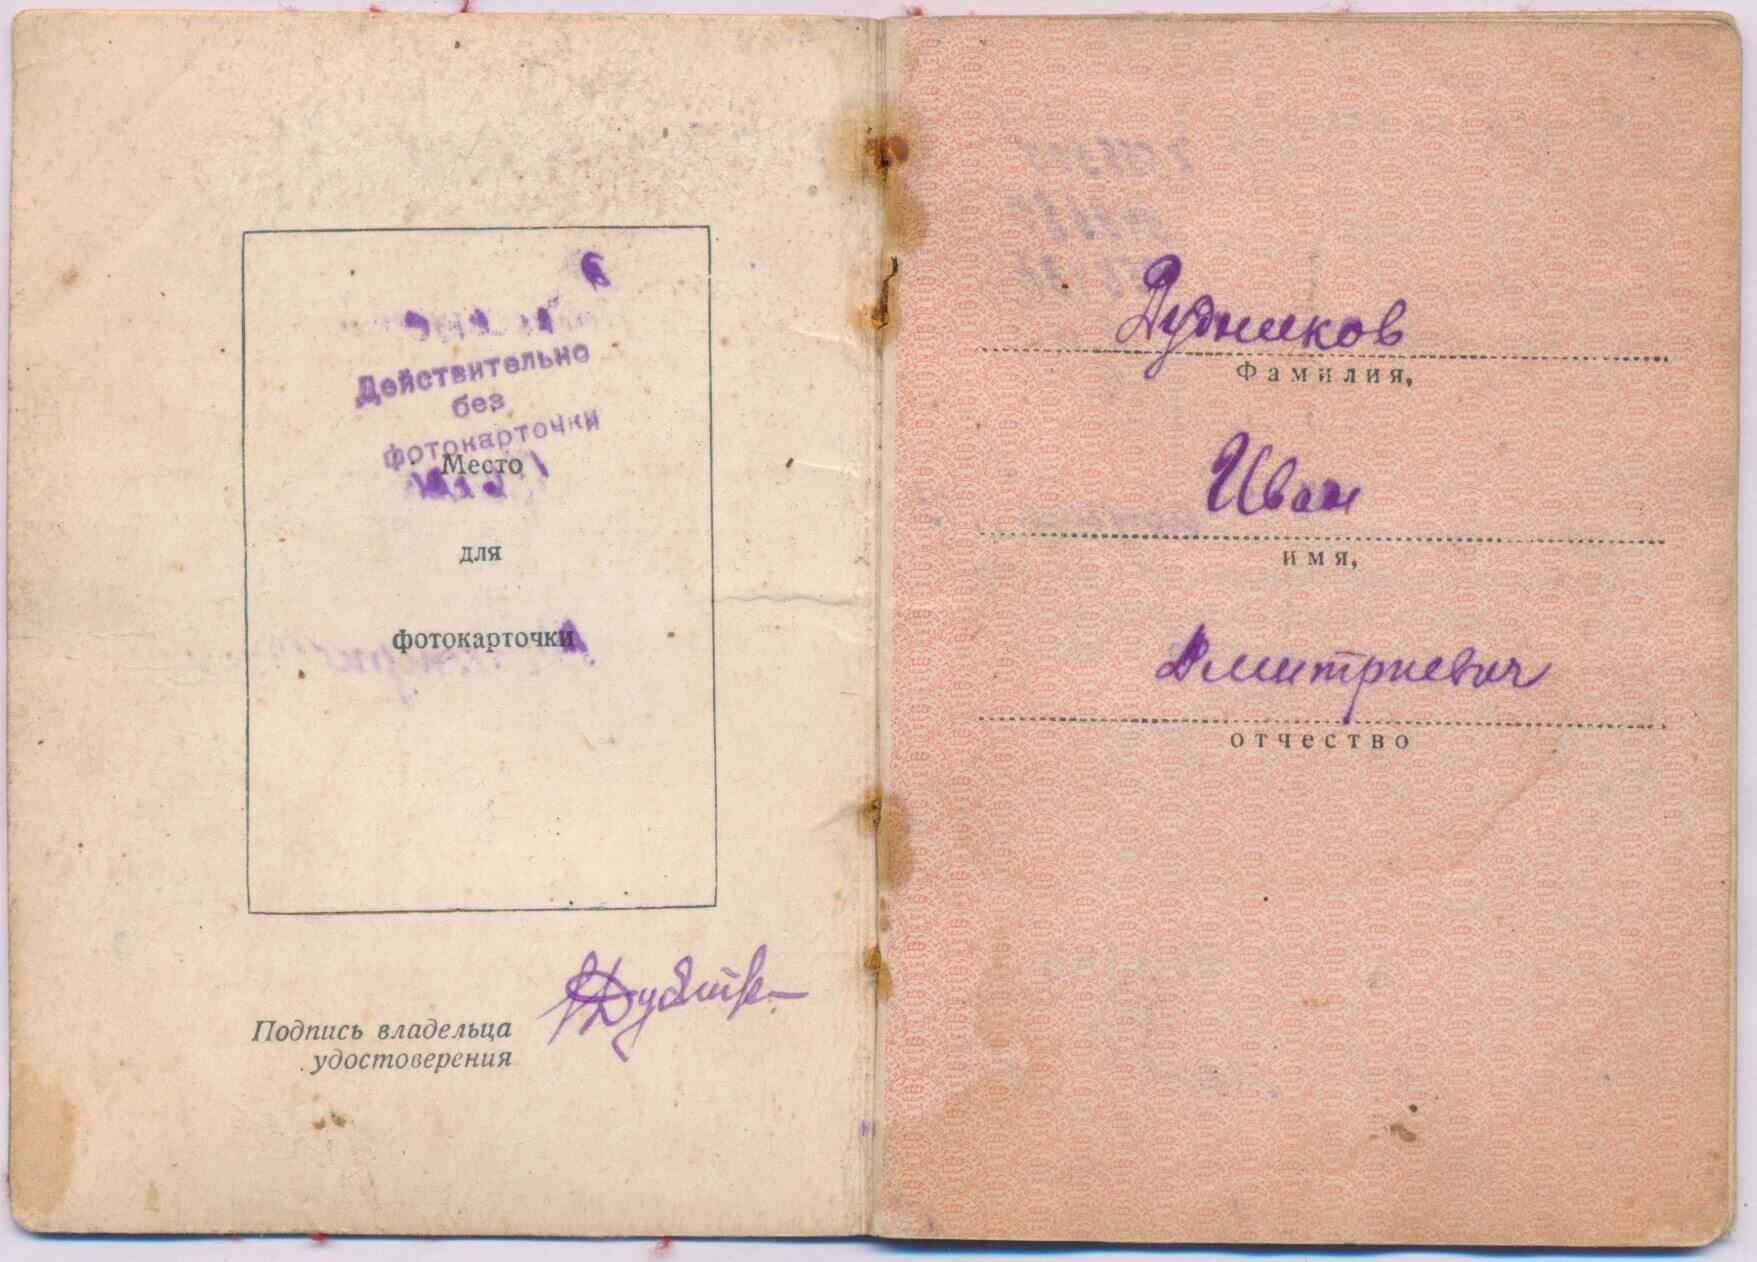 Действительно
без
фотокарточки
Место
для
фотокарточки
Подпись владельца
удостоверения
Дудников
Фамилия,
Иван
имя,
Дмитриевич
отчество